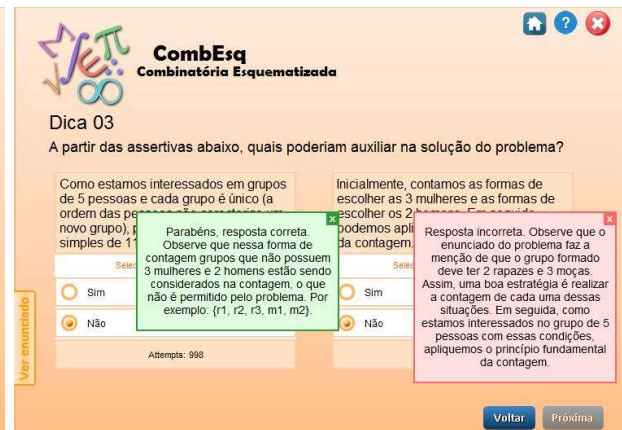 CombEsq
Combinatória Esquematizada
Dica 03
A partir das assertivas abaixo, quais poderiam auxiliar na solução do problema?
Como estamos interessados em grupos
de 5 pessoas e cada grupo é único (a
ordem das
novo grupo),
simples de
Sim
Não
Attempts: 998
Parabéns, resposta correta.
Observe que nessa forma de
contagem grupos que não possuem
3 mulheres e 2 homens estão sendo
considerados na contagem, o que
não é permitido pelo problema. Por
exemplo: {r1, r2, r3, m1, m2}.
Inicialmente, contamos as formas de
escolher as 3 mulheres e as formas de
escolher os 2
podemos
da contagem.
Sim
Não
Resposta incorreta. Observe que o
enunciado do problema faz a
menção de que o grupo formado
deve ter 2 rapazes e 3 moças.
Assim, uma boa estratégia é realizar
a contagem de cada uma dessas
situações. Em seguida, como
estamos interessados no grupo de 5
pessoas com essas condições,
apliquemos o princípio fundamental
da contagem.
Ver enunciado
Voltar
Próxima